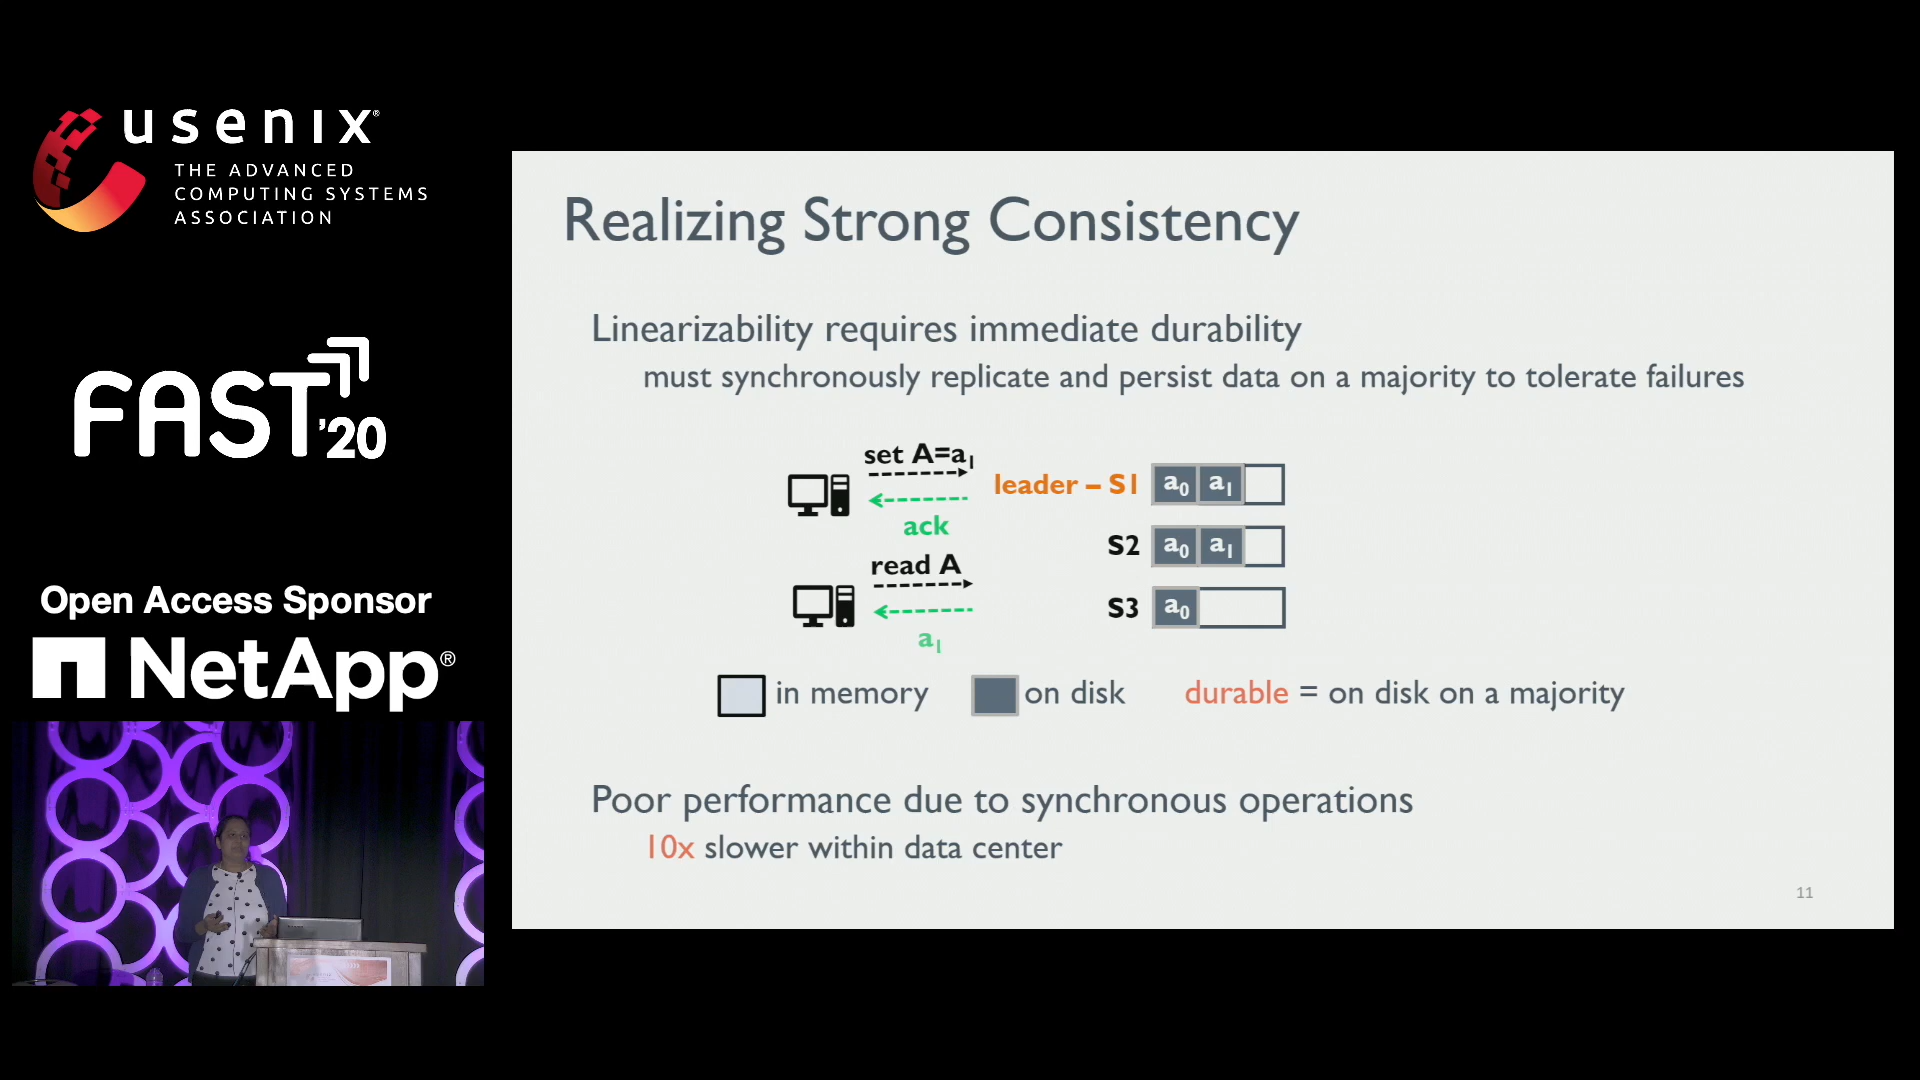 usenix®
THE ADVANCED
COMPUTING SYSTEMS
ASSOCIATION
FAST '20
Open Access Sponsor
NetApp®
Realizing Strong Consistency
Linearizability requires immediate durability
must synchronously replicate and persist data on a majority to tolerate failures
set A=a1
ack
leader – S1 a0 a1
S2 a0 a1
read A
a1
S3 a0
in memory on disk durable = on disk on a majority
Poor performance due to synchronous operations
10x slower within data center
11